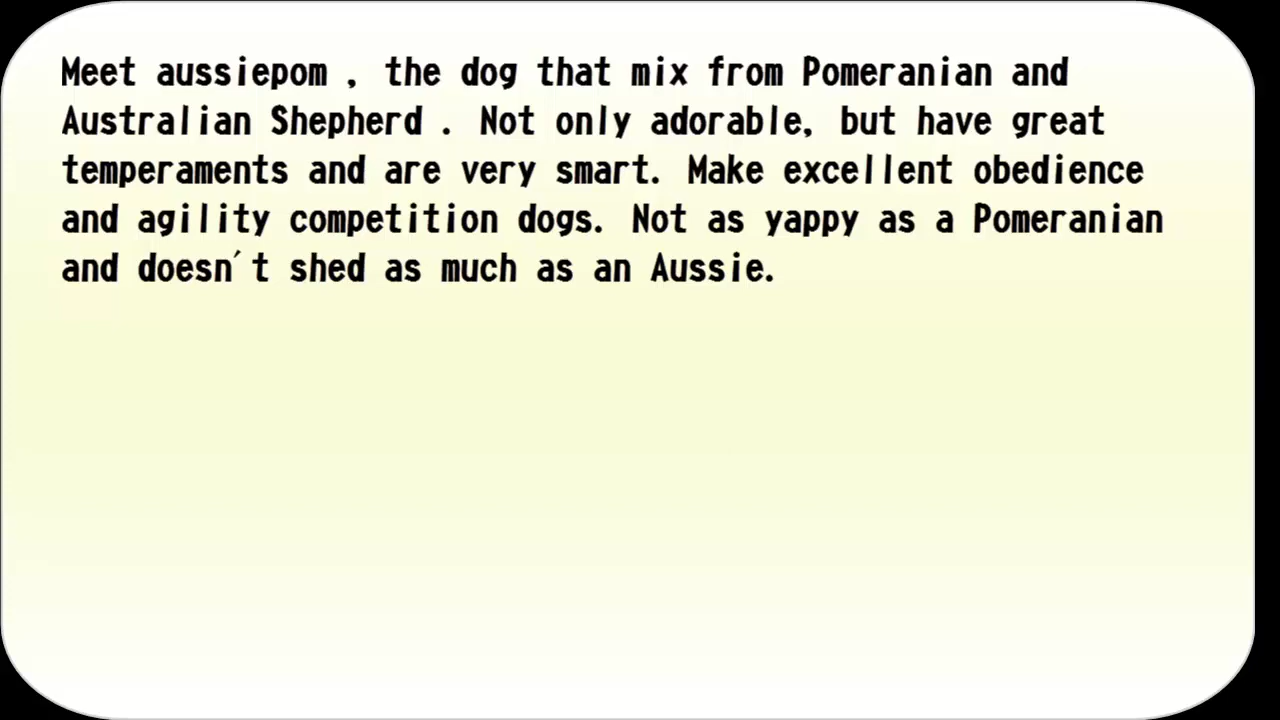 Meet aussiepom , the dog that mix from Pomeranian and
Australian Shepherd . Not only adorable, but have great
temperaments and are very smart. Make excellent obedience
and agility competition dogs. Not as yappy as a Pomeranian
and doesn't shed as much as an Aussie.